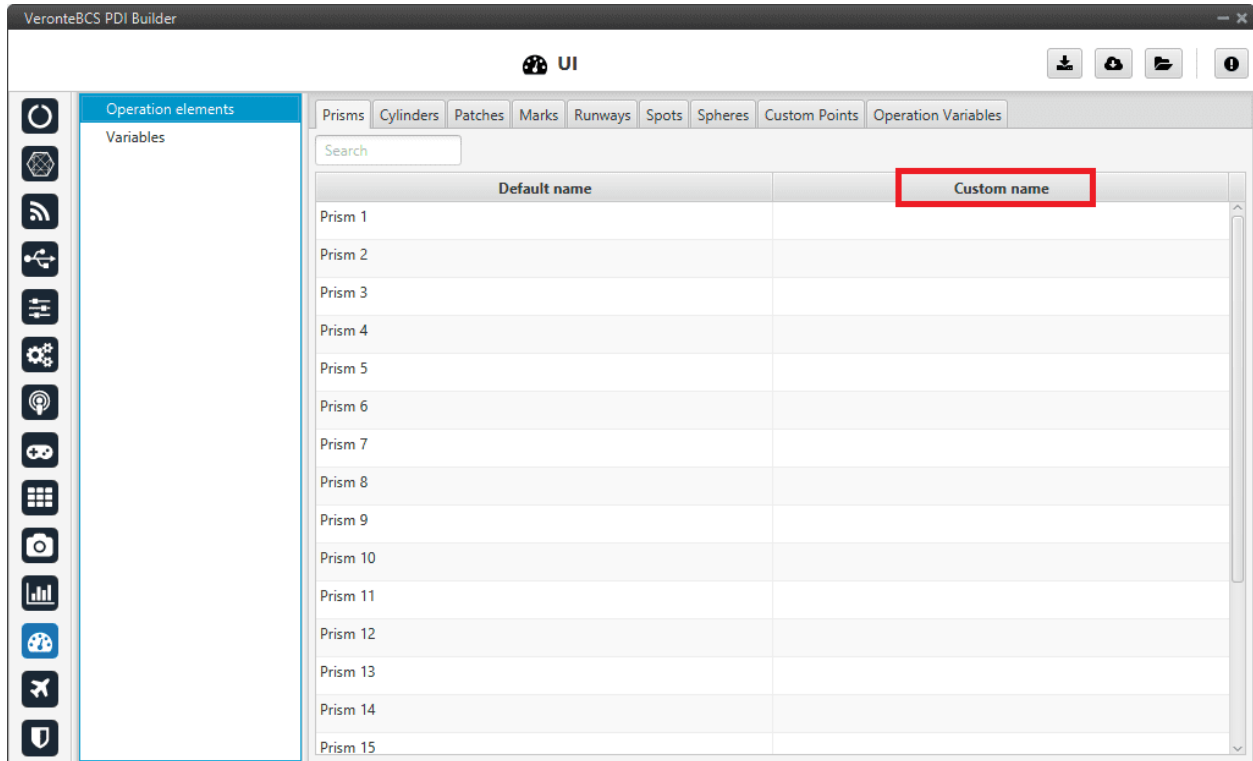 VeronteBCS PDI Builder
UI
Operation elements
Variables
Prisms Cylinders Patches Marks Runways Spots Spheres Custom Points Operation Variables
Search
Default name Custom name
Prism 1
Prism 2
Prism 3
Prism 4
Prism 5
Prism 6
Prism 7
Prism 8
Prism 9
Prism 10
Prism 11
Prism 12
Prism 13
Prism 14
Prism 15